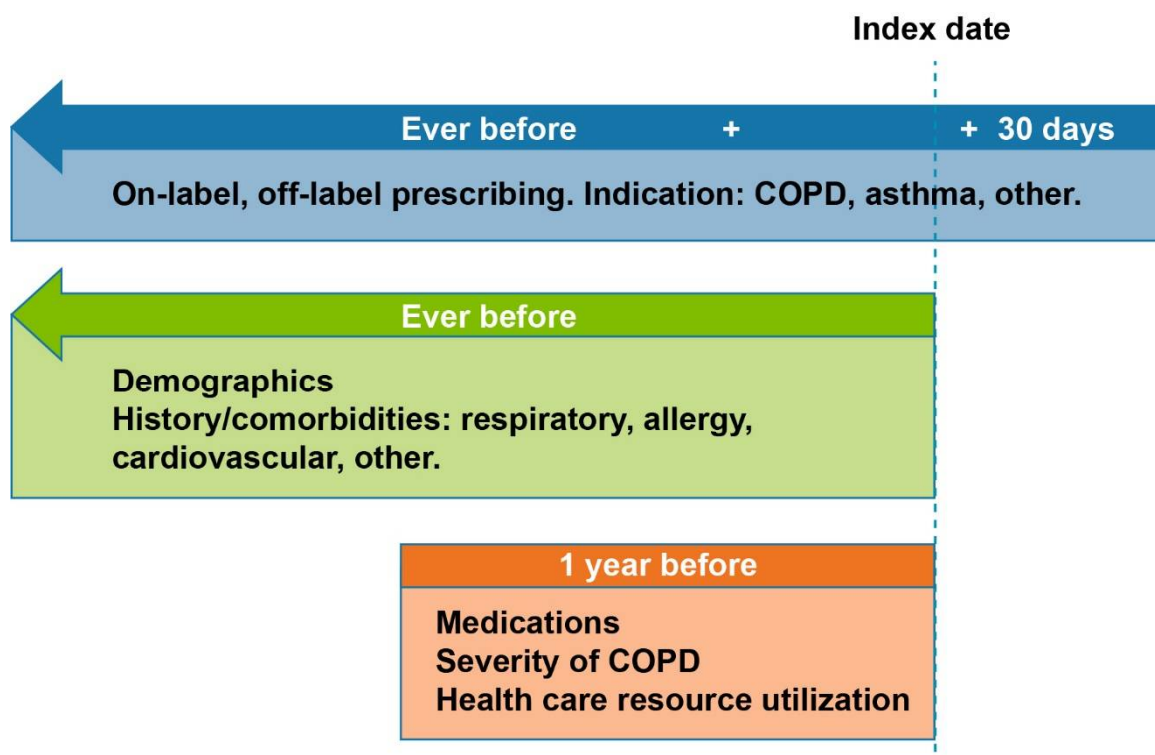 Index date
Ever before + + 30 days
On-label, off-label prescribing. Indication: COPD, asthma, other.
Ever before
Demographics
History/comorbidities: respiratory, allergy,
cardiovascular, other.
1 year before
Medications
Severity of COPD
Health care resource utilization